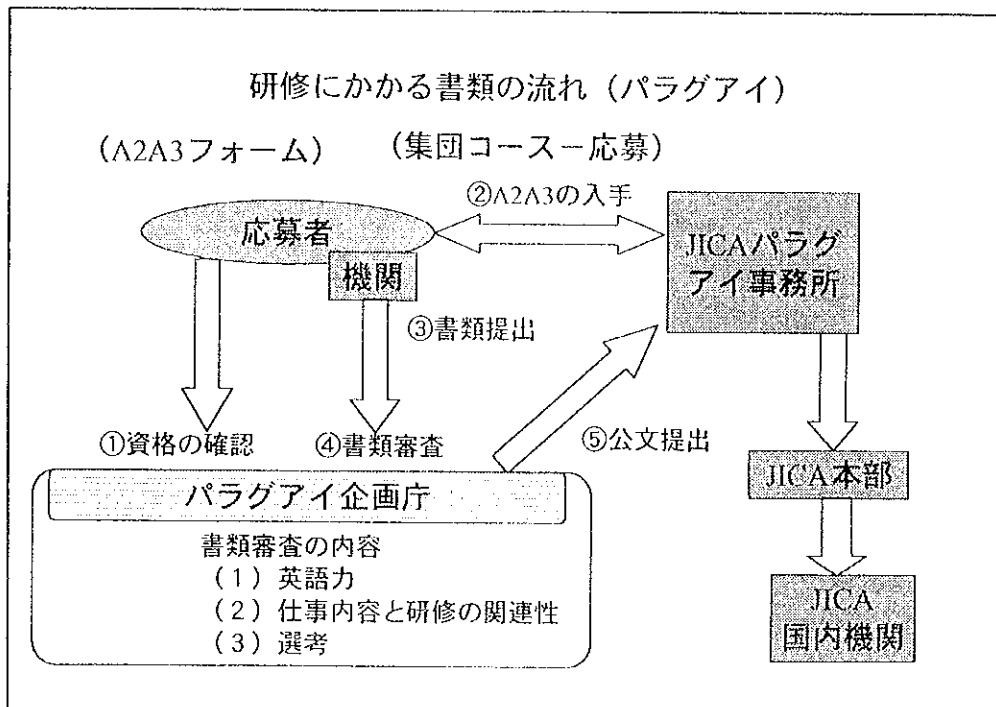 研修にかかる書類の流れ（パラグアイ）
（A2A3フォーム）
（集団コースー応募）
②A2A3の入手
応募者
機関
JICAパラグ
アイ事務所
③書類提出
①資格の確認
④書類審査
⑤公文提出
パラグアイ企画庁
JICA本部
書類審査の内容
（1）英語力
（2）仕事内容と研修の関連性
（3）選考
JICA
国内機関